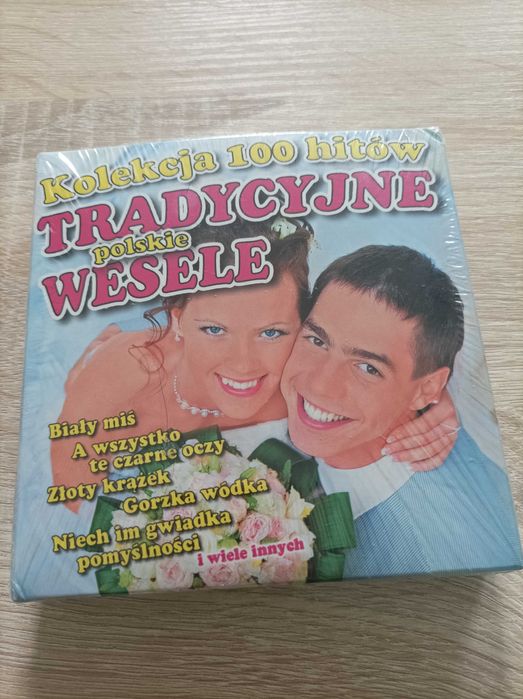 Kolekcja 100 hitów
TRADYCYJNE
polskie
WESELE
Biały miś
A wszystko
te czarne oczy
Złoty krążek
Gorzka wódka
Niech im gwiadka
pomyślności
i wiele innych